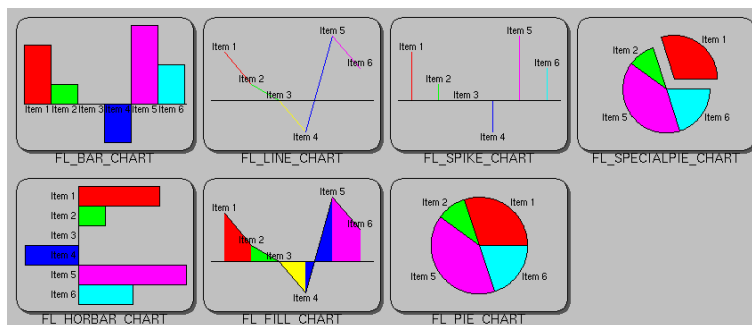 Item 1 Item 2 Item 3 Item 4 Item 5 Item 6
FL_BAR_CHART
Item 1
Item 2
Item 3
Item 4
Item 5
Item 6
FL_LINE_CHART
Item 1
Item 2
Item 3
Item 4
Item 5
Item 6
FL_SPIKE_CHART
Item 1
Item 2
Item 5
Item 6
FL_SPECIALPIE_CHART
Item 1
Item 2
Item 3
Item 4
Item 5
Item 6
FL_HORBAR_CHART
Item 1
Item 2
Item 3
Item 4
Item 5
Item 6
FL_FILL_CHART
Item 1
Item 2
Item 5
Item 6
FL_PIE_CHART